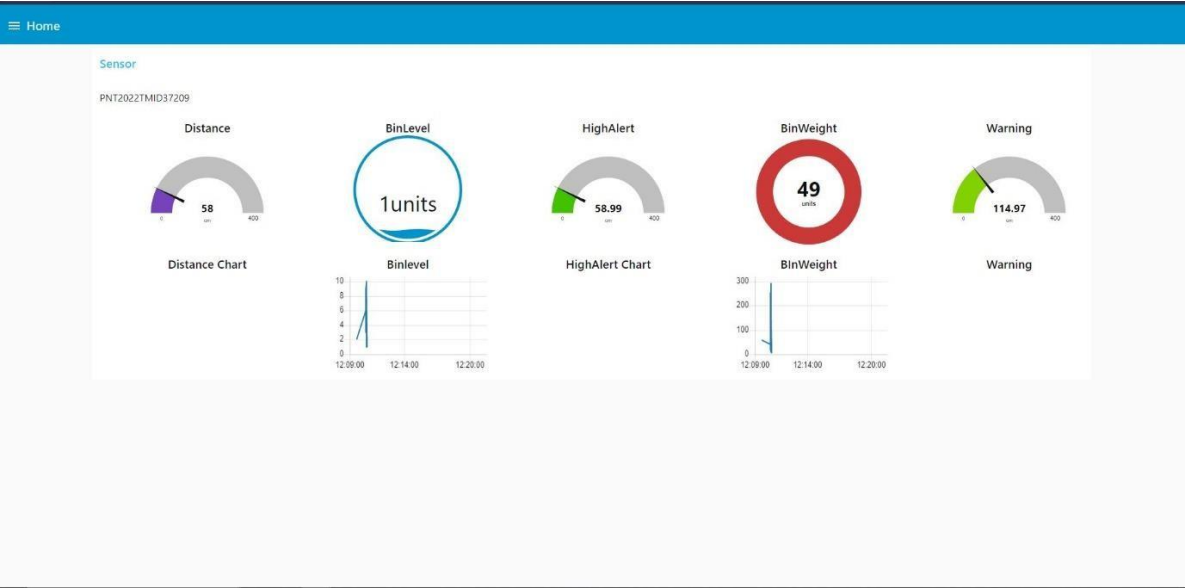 Home
Sensor
PNT2022TMID37209
Distance BinLevel HighAlert BinWeight Warning
58
0 400
1units
58.99
0 400
49
units
114.97
0 400
Distance Chart Binlevel HighAlert Chart BInWeight Warning
10
8
6
4
2
0
12:09:00 12:14:00 12:20:00
300
200
100
0
12:09:00 12:14:00 12:20:00